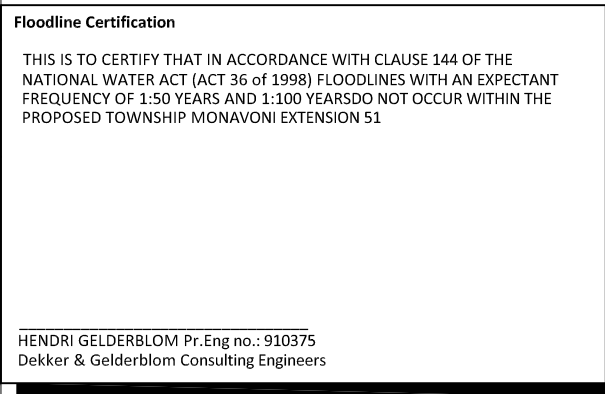 Floodline Certification
THIS IS TO CERTIFY THAT IN ACCORDANCE WITH CLAUSE 144 OF THE
NATIONAL WATER ACT (ACT 36 of 1998) FLOODLINES WITH AN EXPECTANT
FREQUENCY OF 1:50 YEARS AND 1:100 YEARSDO NOT OCCUR WITHIN THE
PROPOSED TOWNSHIP MONAVONI EXTENSION 51
HENDRI GELDERBLOM Pr.Eng no.: 910375
Dekker & Gelderblom Consulting Engineers